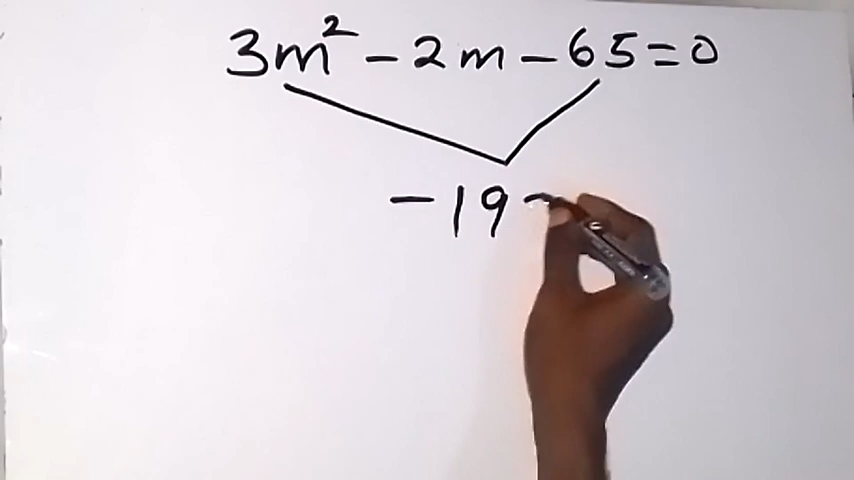 3m² - 2m - 65 = 0
- 19